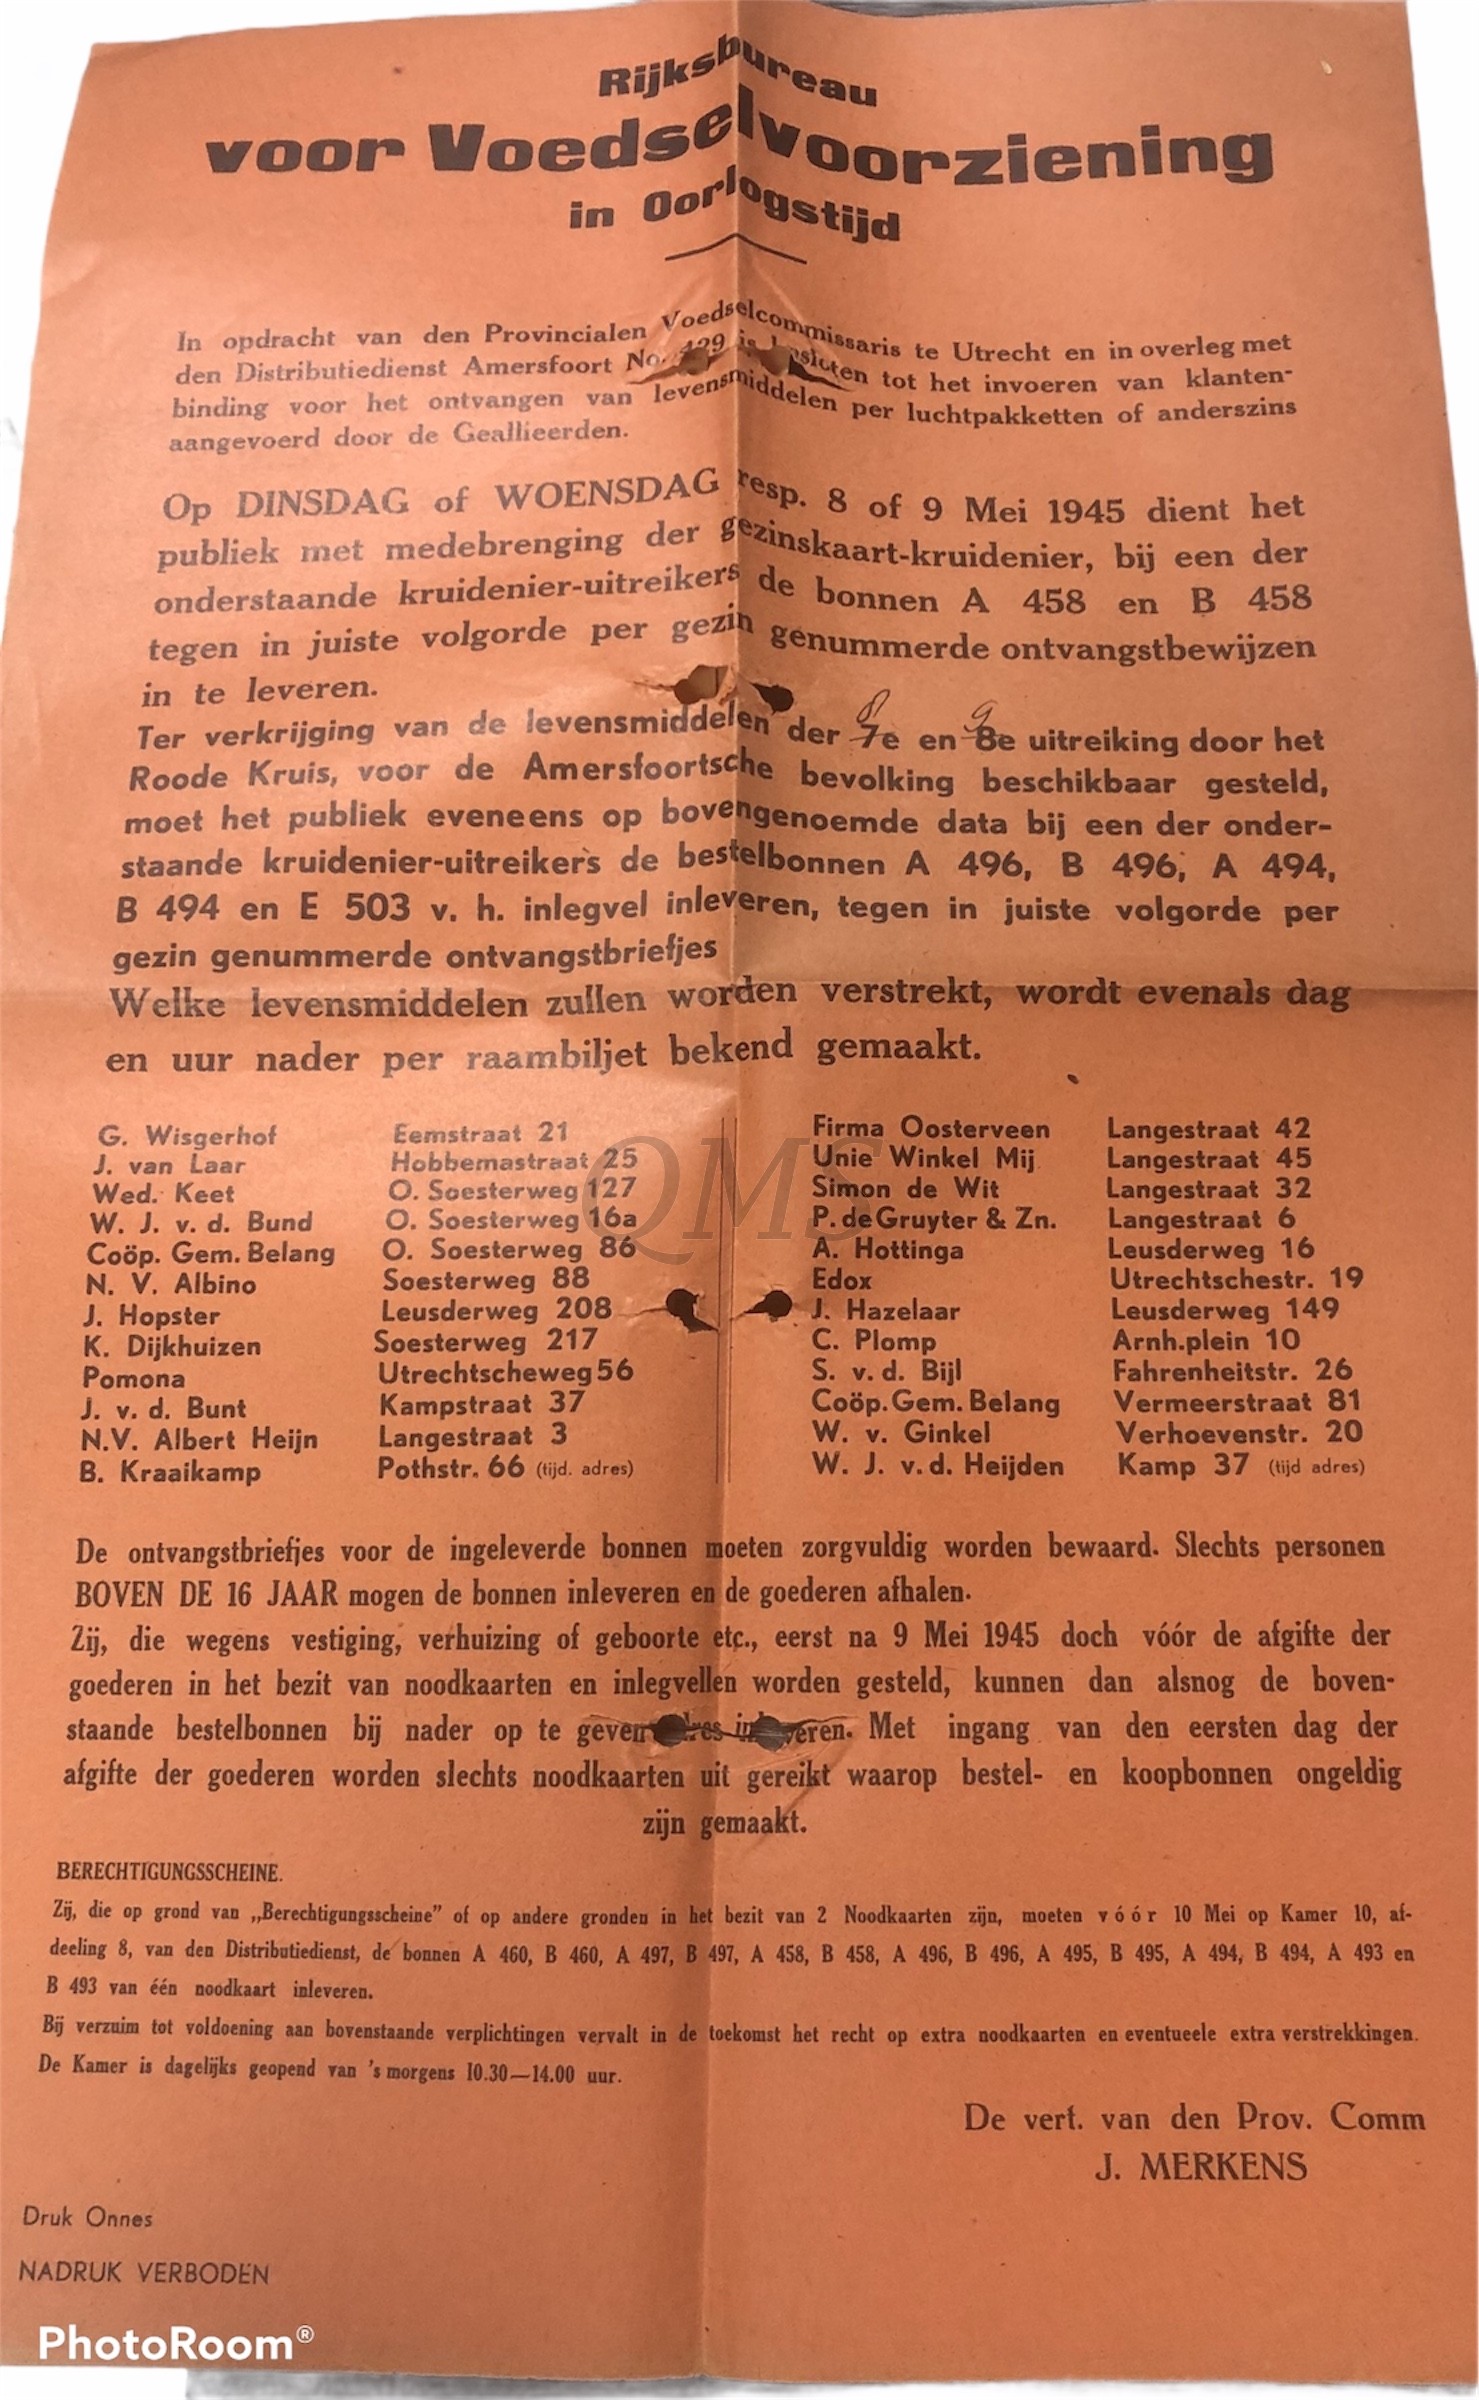 Rijksbureau
voor Voedselvoorziening
in Oorlogstijd
In opdracht van den Provincialen Voedselcommissaris te Utrecht en in overleg met
den Distributiedienst Amersfoort No. is besloten tot het invoeren van klanten-
binding voor het ontvangen van levensmiddelen per luchtpakketten of anderszins
aangevoerd door de Geallieerden.
Op DINSDAG of WOENSDAG resp. 8 of 9 Mei 1945 dient het
publiek met medebrenging der gezinskaart-kruidenier, bij een der
onderstaande kruidenier-uitreikers de bonnen A 458 en B 458
tegen in juiste volgorde per gezin genummerde ontvangstbewijzen
in te leveren.
8 9
Ter verkrijging van de levensmiddelen der 7e en 8e uitreiking door het
Roode Kruis, voor de Amersfoortsche bevolking beschikbaar gesteld,
moet het publiek eveneens op bovengenoemde data bij een der onder-
staande kruidenier-uitreikers de bestelbonnen A 496, B 496, A 494,
B 494 en E 503 v. h. inlegvel inleveren, tegen in juiste volgorde per
gezin genummerde ontvangstbriefjes
Welke levensmiddelen zullen worden verstrekt, wordt evenals dag
en uur nader per raambiljet bekend gemaakt.
G. Wisgerhof Eemstraat 21
J. van Laar Hobbemastraat 25
Wed. Keet O. Soesterweg 127
W. J. v. d. Bund O. Soesterweg 16a
Coöp. Gem. Belang O. Soesterweg 86
N. V. Albino Soesterweg 88
J. Hopster Leusderweg 208
K. Dijkhuizen Soesterweg 217
Pomona Utrechtscheweg 56
J. v. d. Bunt Kampstraat 37
N.V. Albert Heijn Langestraat 3
B. Kraaikamp Pothstr. 66 (tijd. adres)
Firma Oosterveen Langestraat 42
Unie Winkel Mij Langestraat 45
Simon de Wit Langestraat 32
P. de Gruyter & Zn. Langestraat 6
A. Hottinga Leusderweg 16
Edox Utrechtschestr. 19
J. Hazelaar Leusderweg 149
C. Plomp Arnh.plein 10
S. v. d. Bijl Fahrenheitstr. 26
Coöp. Gem. Belang Vermeerstraat 81
W. v. Ginkel Verhoevenstr. 20
W. J. v. d. Heijden Kamp 37 (tijd adres)
QMS
De ontvangstbriefjes voor de ingeleverde bonnen moeten zorgvuldig worden bewaard. Slechts personen
BOVEN DE 16 JAAR mogen de bonnen inleveren en de goederen afhalen.
Zij, die wegens vestiging, verhuizing of geboorte etc., eerst na 9 Mei 1945 doch vóór de afgifte der
goederen in het bezit van noodkaarten en inlegvellen worden gesteld, kunnen dan alsnog de boven-
staande bestelbonnen bij nader op te geven inleveren. Met ingang van den eersten dag der
afgifte der goederen worden slechts noodkaarten uit gereikt waarop bestel- en koopbonnen ongeldig
zijn gemaakt.
BERECHTIGUNGSSCHEINE.
Zij, die op grond van „Berechtigungsscheine” of op andere gronden in het bezit van 2 Noodkaarten zijn, moeten vóór 10 Mei op Kamer 10, af-
deeling 8, van den Distributiedienst, de bonnen A 460, B 460, A 497, B 497, A 458, B 458, A 496, B 496, A 495, B 495, A 494, B 494, A 493 en
B 493 van één noodkaart inleveren.
Bij verzuim tot voldoening aan bovenstaande verplichtingen vervalt in de toekomst het recht op extra noodkaarten en eventueele extra verstrekkingen.
De Kamer is dagelijks geopend van 's morgens 10.30—14.00 uur.
De vert. van den Prov. Comm
J. MERKENS
Druk Onnes
NADRUK VERBODEN
PhotoRoom®